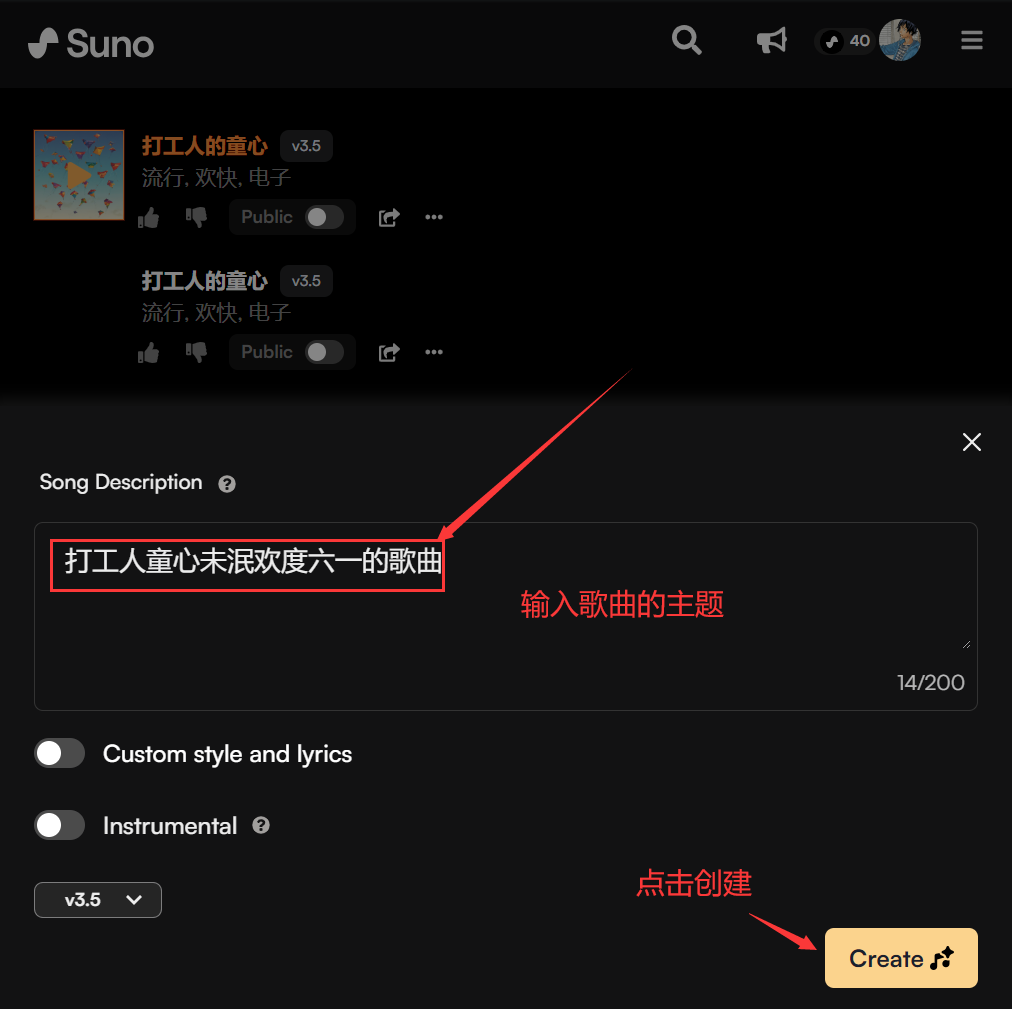 Suno
40
打工人的童心 v3.5
流行, 欢快, 电子
Public
打工人的童心 v3.5
流行, 欢快, 电子
Public
Song Description ?
打工人童心未泯欢度六一的歌曲
输入歌曲的主题
14/200
Custom style and lyrics
Instrumental ?
v3.5
点击创建
Create